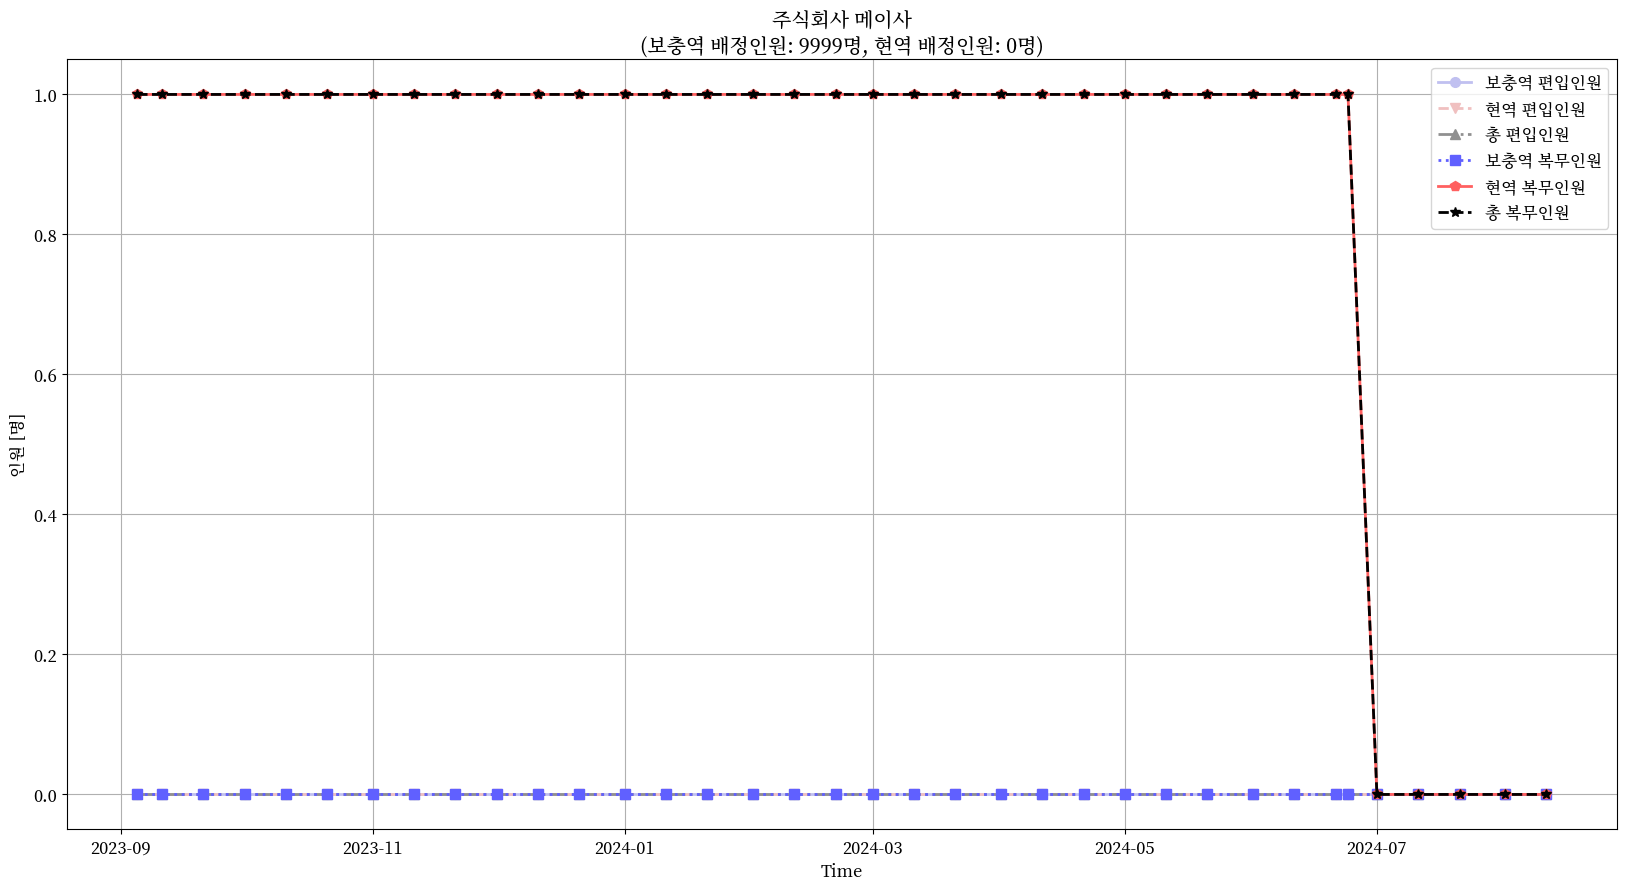 주식회사 메이사
(보충역 배정인원: 9999명, 현역 배정인원: 0명)
보충역 편입인원
현역 편입인원
총 편입인원
보충역 복무인원
현역 복무인원
총 복무인원
1.0
0.8
0.6
0.4
0.2
0.0
인원 [명]
2023-09
2023-11
2024-01
2024-03
2024-05
2024-07
Time